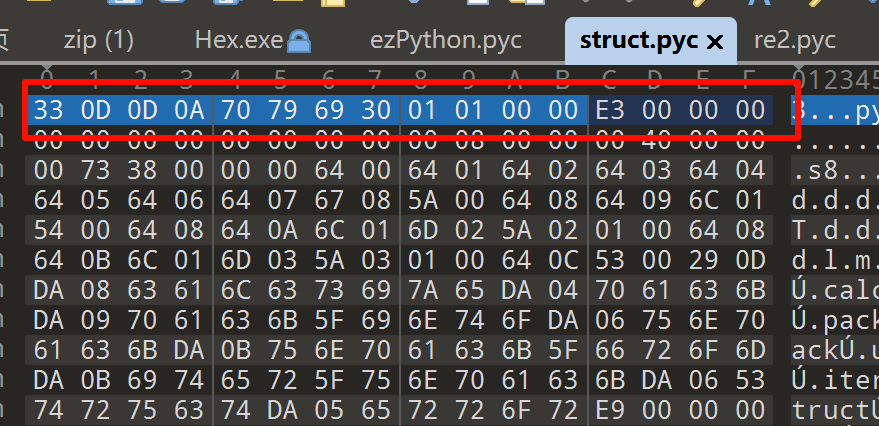 页 zip (1) Hex.exe ezPython.pyc struct.pyc × re2.pyc
0 1 2 3 4 5 6 7 8 9 A B C D E F 012345
33 0D 0D 0A 70 79 69 30 01 01 00 00 E3 00 00 00 3...py
00 00 00 00 00 00 00 00 00 08 00 00 00 40 00 00 ......
00 73 38 00 00 00 64 00 64 01 64 02 64 03 64 04 .s8...
64 05 64 06 64 07 67 08 5A 00 64 08 64 09 6C 01 d.d.d.
54 00 64 08 64 0A 6C 01 6D 02 5A 02 01 00 64 08 T.d.d.
64 0B 6C 01 6D 03 5A 03 01 00 64 0C 53 00 29 0D d.l.m.
DA 08 63 61 6C 63 73 69 7A 65 DA 04 70 61 63 6B Ú.calc
DA 09 70 61 63 6B 5F 69 6E 74 6F DA 06 75 6E 70 Ú.pack
61 63 6B DA 0B 75 6E 70 61 63 6B 5F 66 72 6F 6D ackÚ.u
DA 0B 69 74 65 72 5F 75 6E 70 61 63 6B DA 06 53 Ú.iter
74 72 75 63 74 DA 05 65 72 72 6F 72 E9 00 00 00 tructÚ